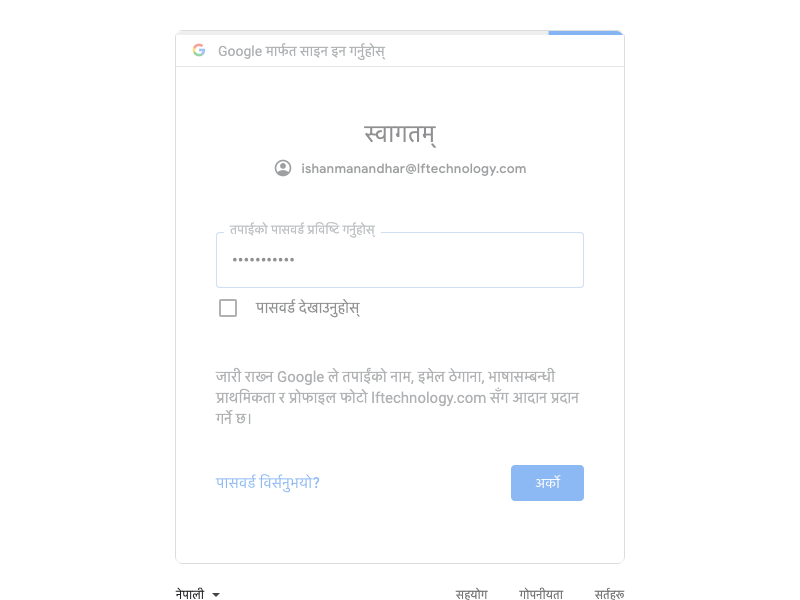 Google मार्फत साइन इन गर्नुहोस्
स्वागतम्
ishanmanandhar@lftechnology.com
तपाईको पासवर्ड प्रविष्टि गर्नुहोस्
•••••••••••
पासवर्ड देखाउनुहोस्
जारी राख्न Google ले तपाईंको नाम, इमेल ठेगाना, भाषासम्बन्धी
प्राथमिकता र प्रोफाइल फोटो lftechnology.com सँग आदान प्रदान
गर्ने छ।
पासवर्ड विर्सनुभयो?
अर्को
नेपाली
सहयोग
गोपनीयता
सर्तहरू